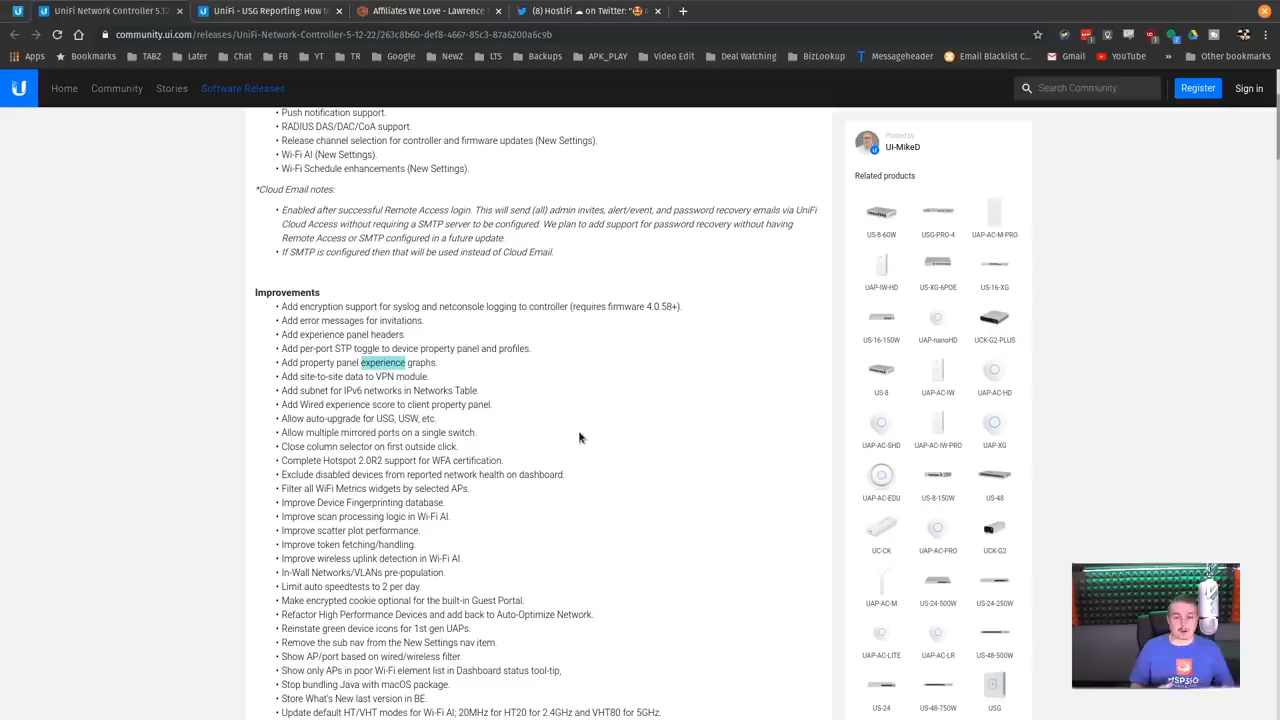 UniFi Network Controller 5.12
UniFi - USG Reporting: How t
Affiliates We Love - Lawrence
(8) HostiFi ☁ on Twitter: "🤩
community.ui.com/releases/UniFi-Network-Controller-5-12-22/263c8b60-def8-4667-85c3-87a6200a6c9b
Apps
Bookmarks
TABZ
Later
Chat
FB
YT
TR
Google
NewZ
LTS
Backups
APK_PLAY
Video Edit
Deal Watching
BizLookup
Messageheader
Email Blacklist C...
Gmail
YouTube
»
Other bookmarks
Home
Community
Stories
Software Releases
Search Community...
Register
Sign in
• Push notification support.
• RADIUS DAS/DAC/CoA support.
• Release channel selection for controller and firmware updates (New Settings).
• Wi-Fi AI (New Settings).
• Wi-Fi Schedule enhancements (New Settings).
*Cloud Email notes:
• Enabled after successful Remote Access login. This will send (all) admin invites, alert/event, and password recovery emails via UniFi
Cloud Access without requiring a SMTP server to be configured. We plan to add support for password recovery without having
Remote Access or SMTP configured in a future update.
• If SMTP is configured then that will be used instead of Cloud Email.
Improvements
• Add encryption support for syslog and netconsole logging to controller (requires firmware 4.0.58+).
• Add error messages for invitations.
• Add experience panel headers.
• Add per-port STP toggle to device property panel and profiles.
• Add property panel experience graphs.
• Add site-to-site data to VPN module.
• Add subnet for IPv6 networks in Networks Table.
• Add Wired experience score to client property panel.
• Allow auto-upgrade for USG, USW, etc.
• Allow multiple mirrored ports on a single switch.
• Close column selector on first outside click.
• Complete Hotspot 2.0R2 support for WFA certification.
• Exclude disabled devices from reported network health on dashboard.
• Filter all WiFi Metrics widgets by selected APs.
• Improve Device Fingerprinting database.
• Improve scan processing logic in Wi-Fi AI.
• Improve scatter plot performance.
• Improve token fetching/handling.
• Improve wireless uplink detection in Wi-Fi AI.
• In-Wall Networks/VLANs pre-population.
• Limit auto speedtests to 2 per day.
• Make encrypted cookie optional for the built-in Guest Portal.
• Refactor High Performance Devices and add back to Auto-Optimize Network.
• Reinstate green device icons for 1st gen UAPs.
• Remove the sub nav from the New Settings nav item.
• Show AP/port based on wired/wireless filter.
• Show only APs in poor Wi-Fi element list in Dashboard status tool-tip,
• Stop bundling Java with macOS package.
• Store What's New last version in BE.
• Update default HT/VHT modes for Wi-Fi AI; 20MHz for HT20 for 2.4GHz and VHT80 for 5GHz.
Posted by
UI-MikeD
Related products
US-8-60W
USG-PRO-4
UAP-AC-M-PRO
UAP-IW-HD
US-XG-6POE
US-16-XG
US-16-150W
UAP-nanoHD
UCK-G2-PLUS
US-8
UAP-AC-IW
UAP-AC-HD
UAP-AC-SHD
UAP-AC-IW-PRO
UAP-XG
UAP-AC-EDU
US-8-150W
US-48
UC-CK
UAP-AC-PRO
UCK-G2
UAP-AC-M
US-24-500W
US-24-250W
UAP-AC-LITE
UAP-AC-LR
US-48-500W
US-24
US-48-750W
USG
MSP360